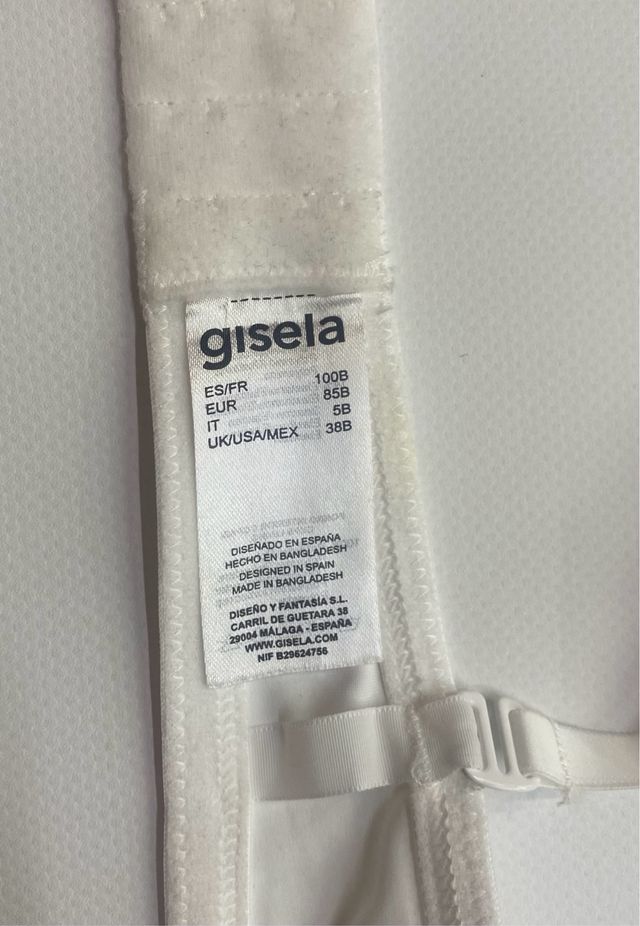 gisela
ES/FR 100B
EUR 85B
IT 5B
UK/USA/MEX 38B
DISEÑADO EN ESPAÑA
HECHO EN BANGLADESH
DESIGNED IN SPAIN
MADE IN BANGLADESH
DISEÑO Y FANTASÍA S.L.
CARRIL DE GUETARA 38
29004 MÁLAGA - ESPAÑA
WWW.GISELA.COM
NIF B29524756